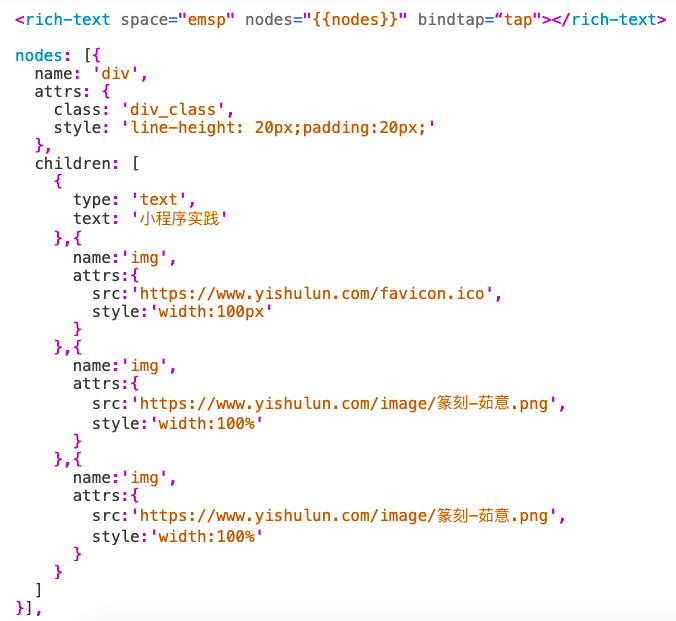 <rich-text space="emsp" nodes="{{nodes}}" bindtap=“tap"></rich-text>
nodes: [{
name: 'div',
attrs: {
class: 'div_class',
style: 'line-height: 20px;padding:20px;'
},
children: [
{
type: 'text',
text: '小程序实践'
},{
name:'img',
attrs:{
src:'https://www.yishulun.com/favicon.ico',
style:'width:100px'
}
},{
name:'img',
attrs:{
src:'https://www.yishulun.com/image/篆刻-茹意.png',
style:'width:100%'
}
},{
name:'img',
attrs:{
src:'https://www.yishulun.com/image/篆刻-茹意.png',
style:'width:100%'
}
}
]
}],